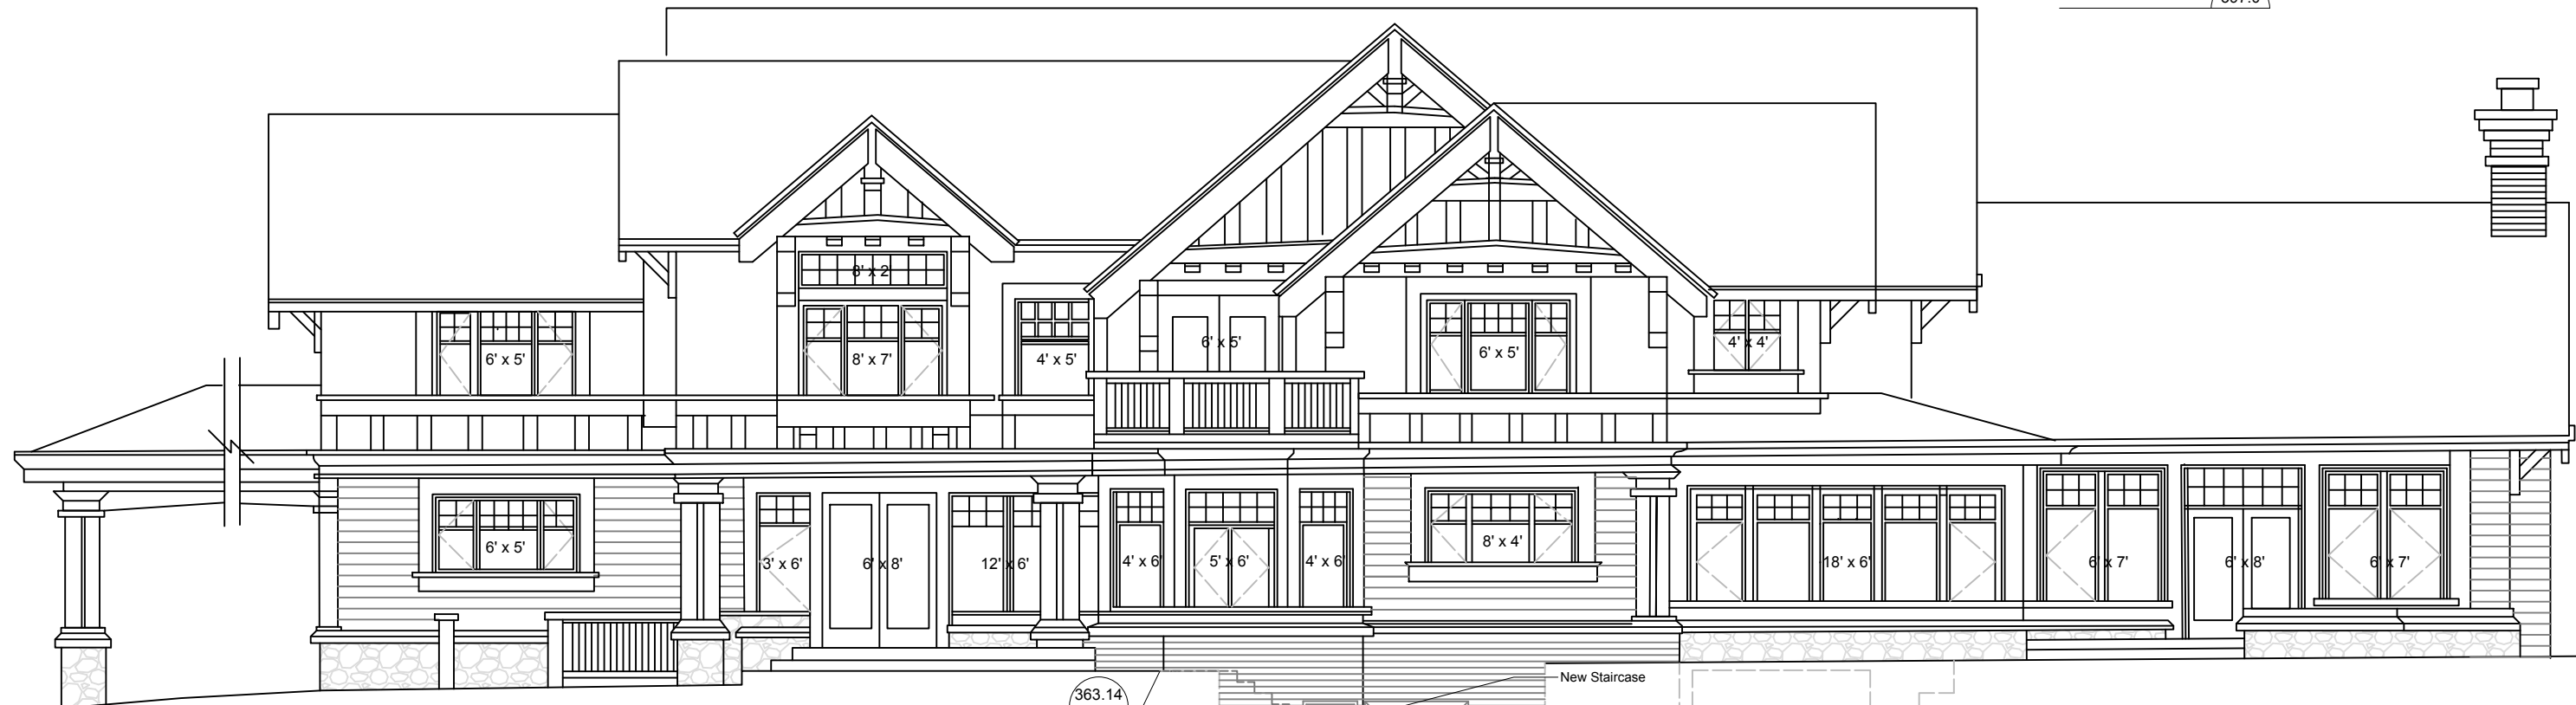 8' x 2'
6' x 5'
8' x 7'
4' x 5'
6' x 5'
6' x 5'
4' x 4'
6' x 5'
3' x 6'
6' x 8'
12' x 6'
4' x 6'
5' x 6'
4' x 6'
8' x 4'
18' x 6'
6' x 7'
6' x 8'
6' x 7'
363.14
New Staircase